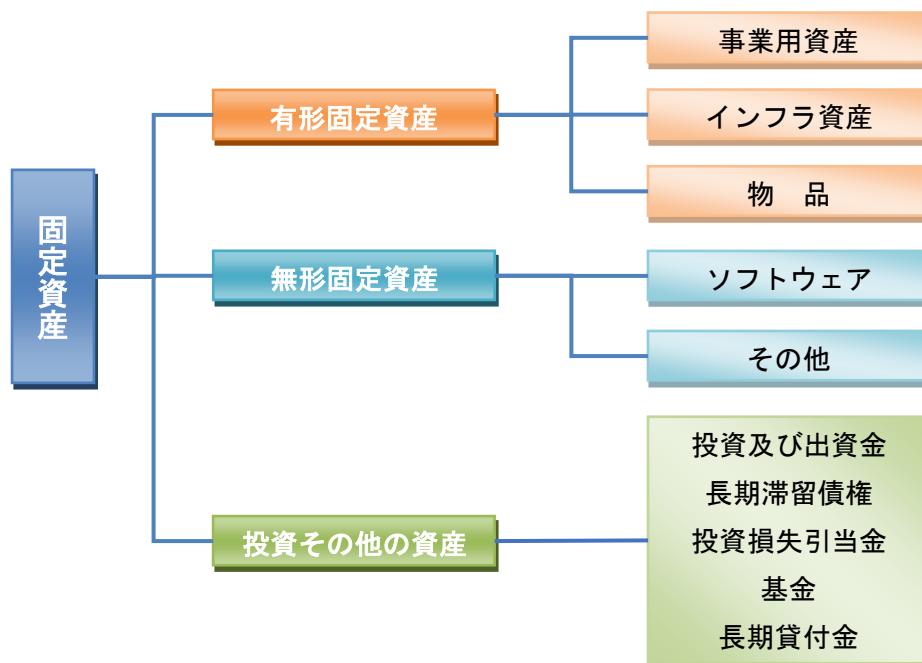 固定資産
有形固定資産
事業用資産
インフラ資産
物　品
無形固定資産
ソフトウェア
その他
投資その他の資産
投資及び出資金
長期滞留債権
投資損失引当金
基金
長期貸付金